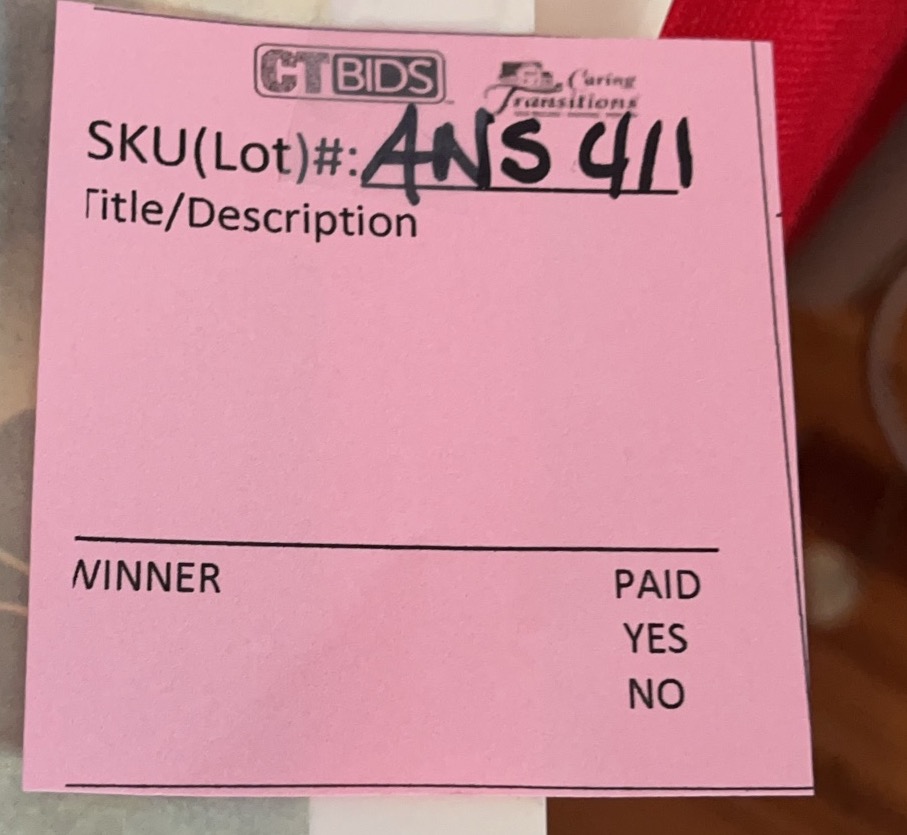 CTBIDS Caring Transitions
SKU(Lot)#: ANS 411
Title/Description
WINNER PAID
YES
NO